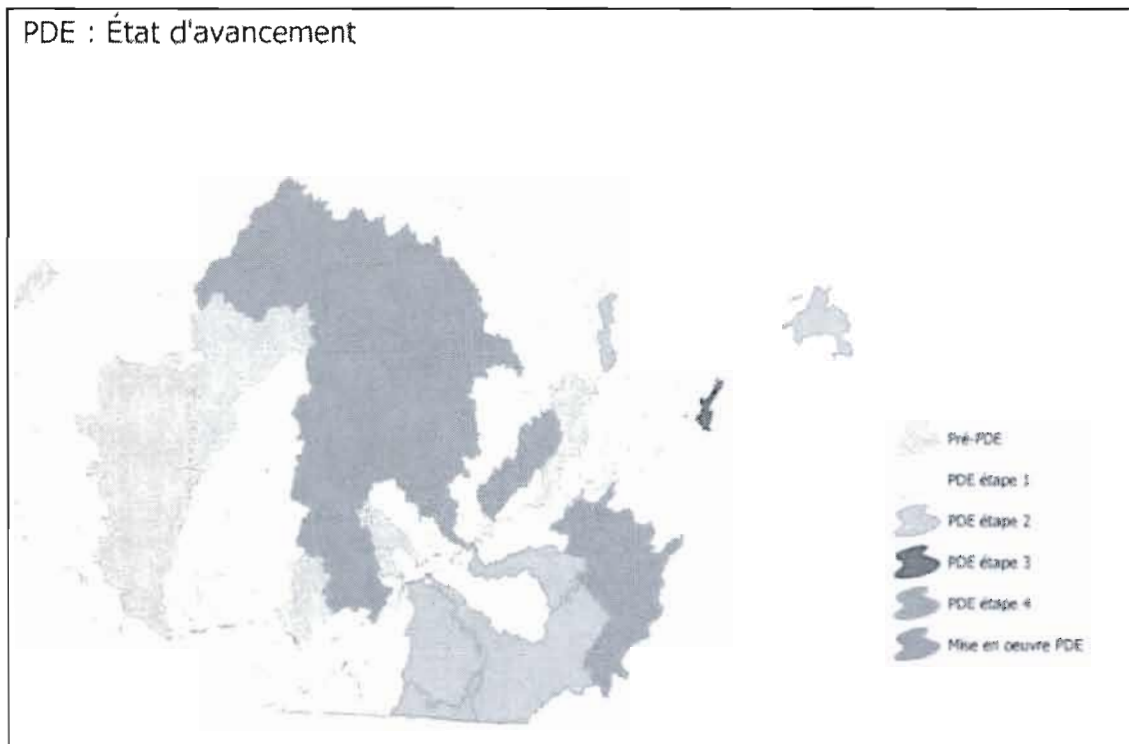 PDE : État d'avancement
Pré-PDE
PDE étape 1
PDE étape 2
PDE étape 3
PDE étape 4
Mise en oeuvre PDE